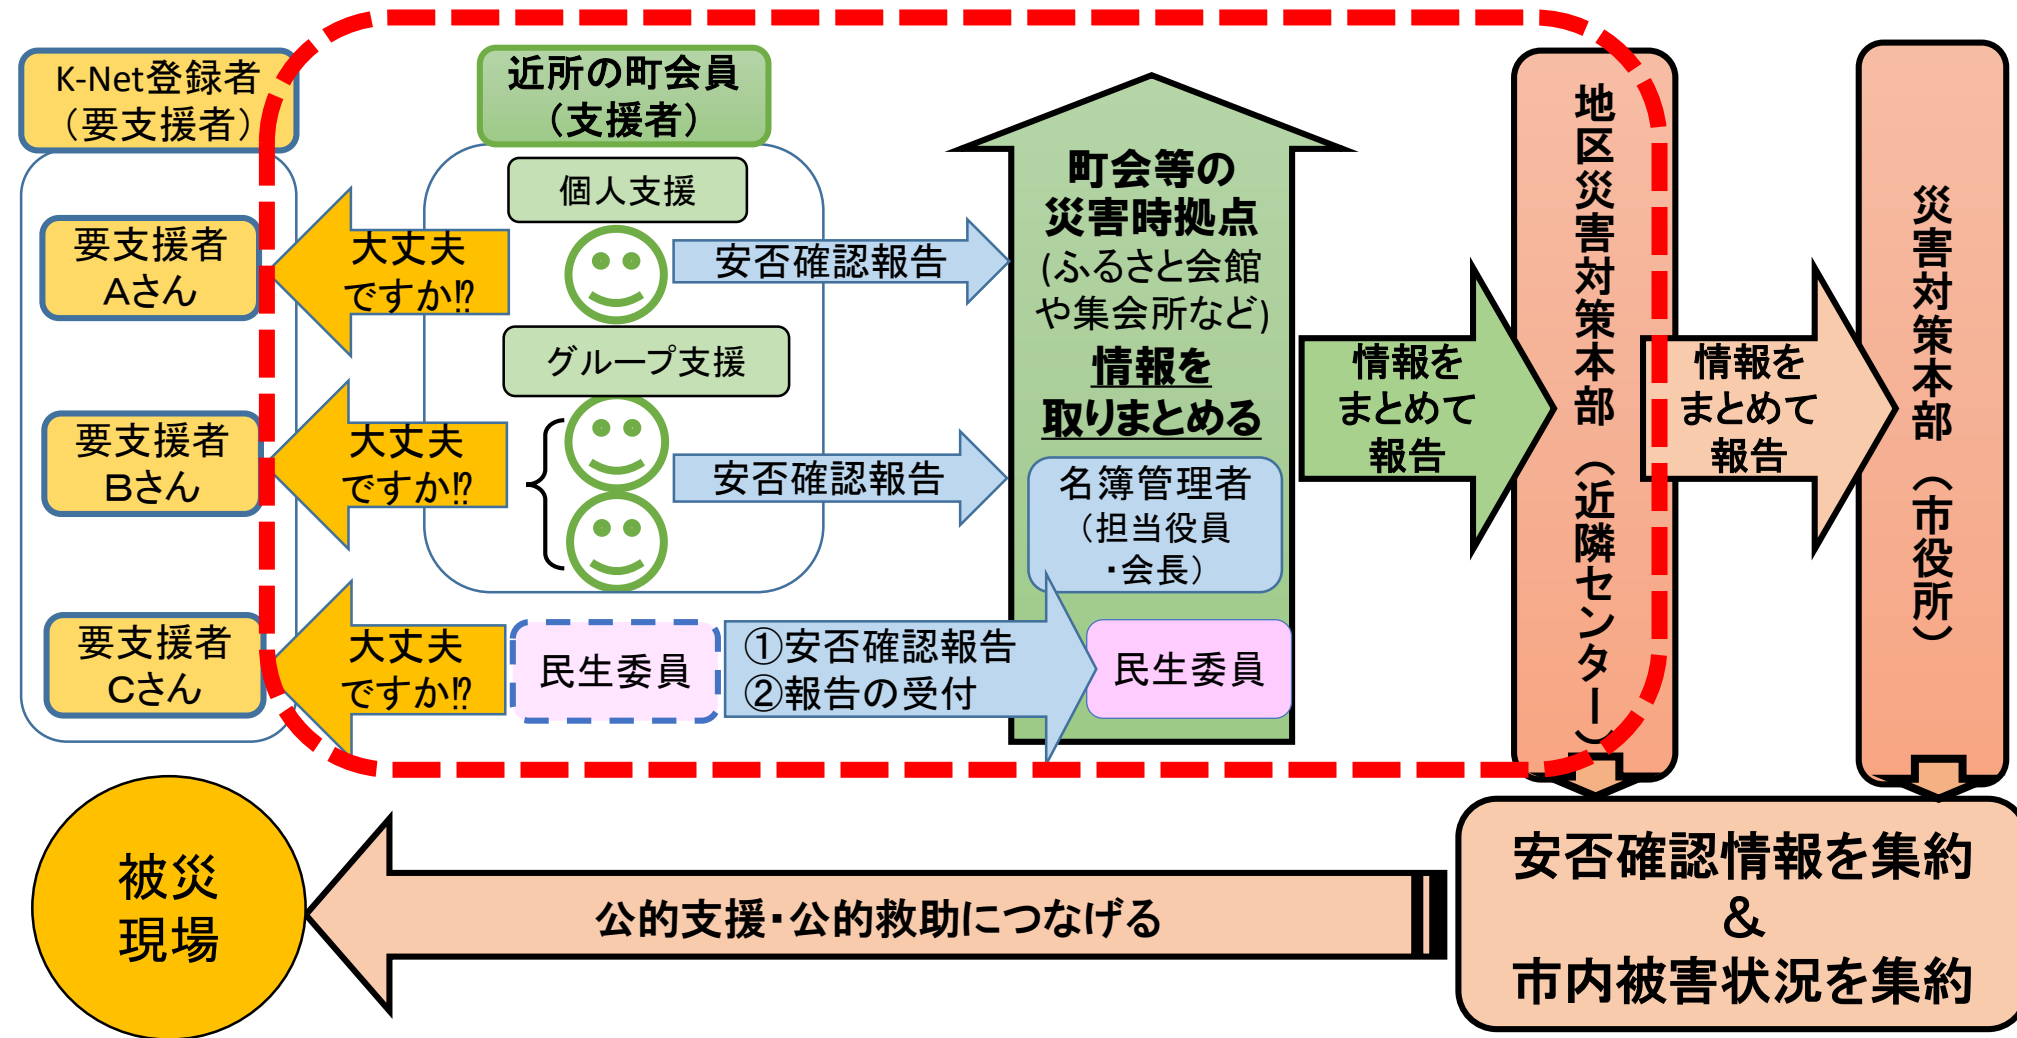 K-Net登録者
（要支援者）
要支援者
Aさん
要支援者
Bさん
要支援者
Cさん
大丈夫
ですか⁉
大丈夫
ですか⁉
大丈夫
ですか⁉
近所の町会員
（支援者）
個人支援
グループ支援
民生委員
安否確認報告
安否確認報告
①安否確認報告
②報告の受付
町会等の
災害時拠点
(ふるさと会館
や集会所など)
情報を
取りまとめる
名簿管理者
（担当役員
・会長）
民生委員
情報を
まとめて
報告
地区災害対策本部（近隣センター）
情報を
まとめて
報告
災害対策本部（市役所）
安否確認情報を集約
＆
市内被害状況を集約
公的支援・公的救助につなげる
被災
現場